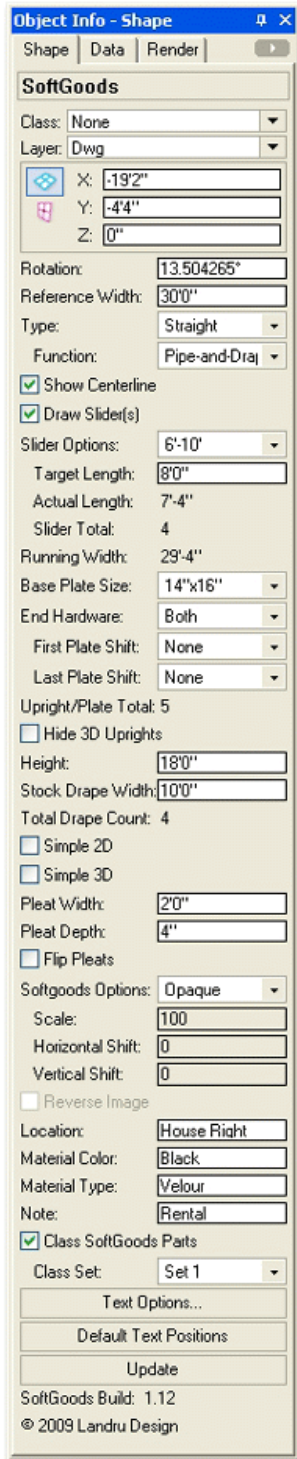 Object Info - Shape
Shape Data Render
SoftGoods
Class: None
Layer: Dwg
X: -19'2"
Y: -4'4"
Z: 0"
Rotation: 13.504265°
Reference Width: 30'0"
Type: Straight
Function: Pipe-and-Drap
Show Centerline
Draw Slider(s)
Slider Options: 6'-10'
Target Length: 8'0"
Actual Length: 7'-4"
Slider Total: 4
Running Width: 29'-4"
Base Plate Size: 14"x16"
End Hardware: Both
First Plate Shift: None
Last Plate Shift: None
Upright/Plate Total: 5
Hide 3D Uprights
Height: 18'0"
Stock Drape Width: 10'0"
Total Drape Count: 4
Simple 2D
Simple 3D
Pleat Width: 2'0"
Pleat Depth: 4"
Flip Pleats
Softgoods Options: Opaque
Scale: 100
Horizontal Shift: 0
Vertical Shift: 0
Reverse Image
Location: House Right
Material Color: Black
Material Type: Velour
Note: Rental
Class SoftGoods Parts
Class Set: Set 1
Text Options...
Default Text Positions
Update
SoftGoods Build: 1.12
© 2009 Landru Design